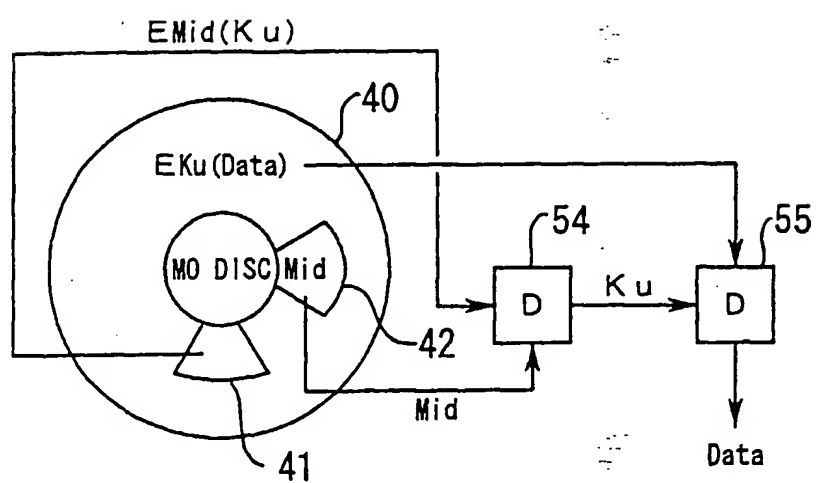 EMid(Ku)
40
EKu(Data)
54
55
MO DISC
Mid
D
Ku
D
42
Mid
41
Data